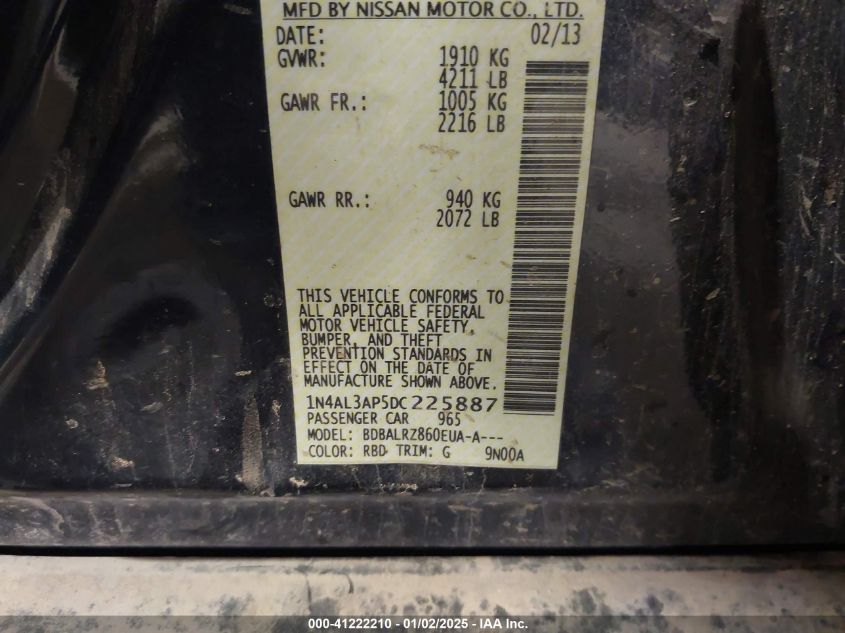 MFD BY NISSAN MOTOR CO., LTD.
DATE: 02/13
GVWR: 1910 KG
4211 LB
GAWR FR.: 1005 KG
2216 LB
GAWR RR.: 940 KG
2072 LB
THIS VEHICLE CONFORMS TO
ALL APPLICABLE FEDERAL
MOTOR VEHICLE SAFETY,
BUMPER, AND THEFT
PREVENTION STANDARDS IN
EFFECT ON THE DATE OF
MANUFACTURE SHOWN ABOVE.
1N4AL3AP5DC225887
PASSENGER CAR 965
MODEL: BDBALRZ860EUA-A---
COLOR: RBD TRIM: G 9N00A
000-41222210 - 01/02/2025 - IAA Inc.